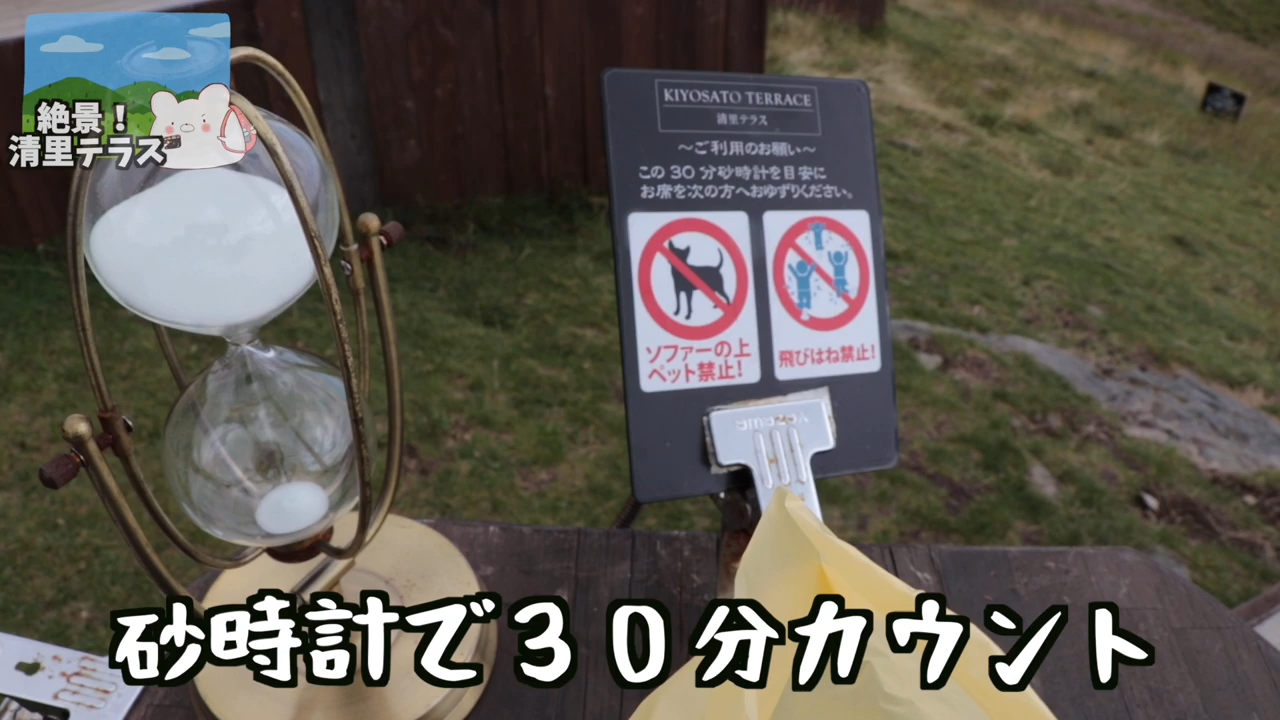 絶景！
清里テラス
KIYOSATO TERRACE
清里テラス
～ご利用のお願い～
この 30 分砂時計を目安に
お席を次の方へおゆずりください。
ソファーの上
ペット禁止!
飛びはね禁止!
砂時計で３０分カウント